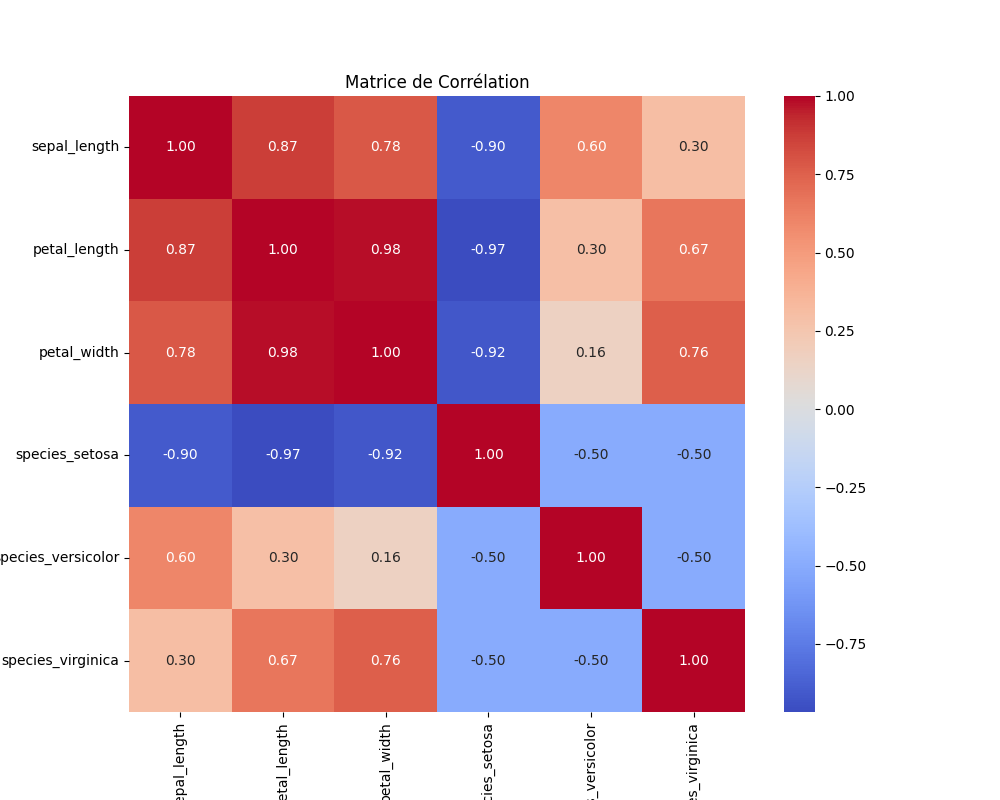 Matrice de Corrélation
sepal_length 1.00 0.87 0.78 -0.90 0.60 0.30
petal_length 0.87 1.00 0.98 -0.97 0.30 0.67
petal_width 0.78 0.98 1.00 -0.92 0.16 0.76
species_setosa -0.90 -0.97 -0.92 1.00 -0.50 -0.50
pecies_versicolor 0.60 0.30 0.16 -0.50 1.00 -0.50
species_virginica 0.30 0.67 0.76 -0.50 -0.50 1.00
epal_length
etal_length
petal_width
cies_setosa
_versicolor
es_virginica
1.00
0.75
0.50
0.25
0.00
−0.25
−0.50
−0.75